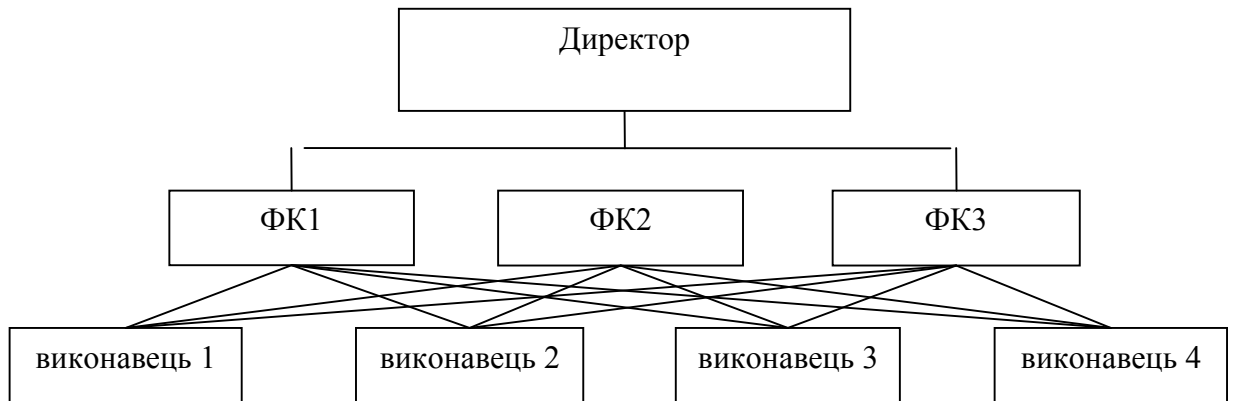 Директор
ФК1
ФК2
ФК3
виконавець 1
виконавець 2
виконавець 3
виконавець 4